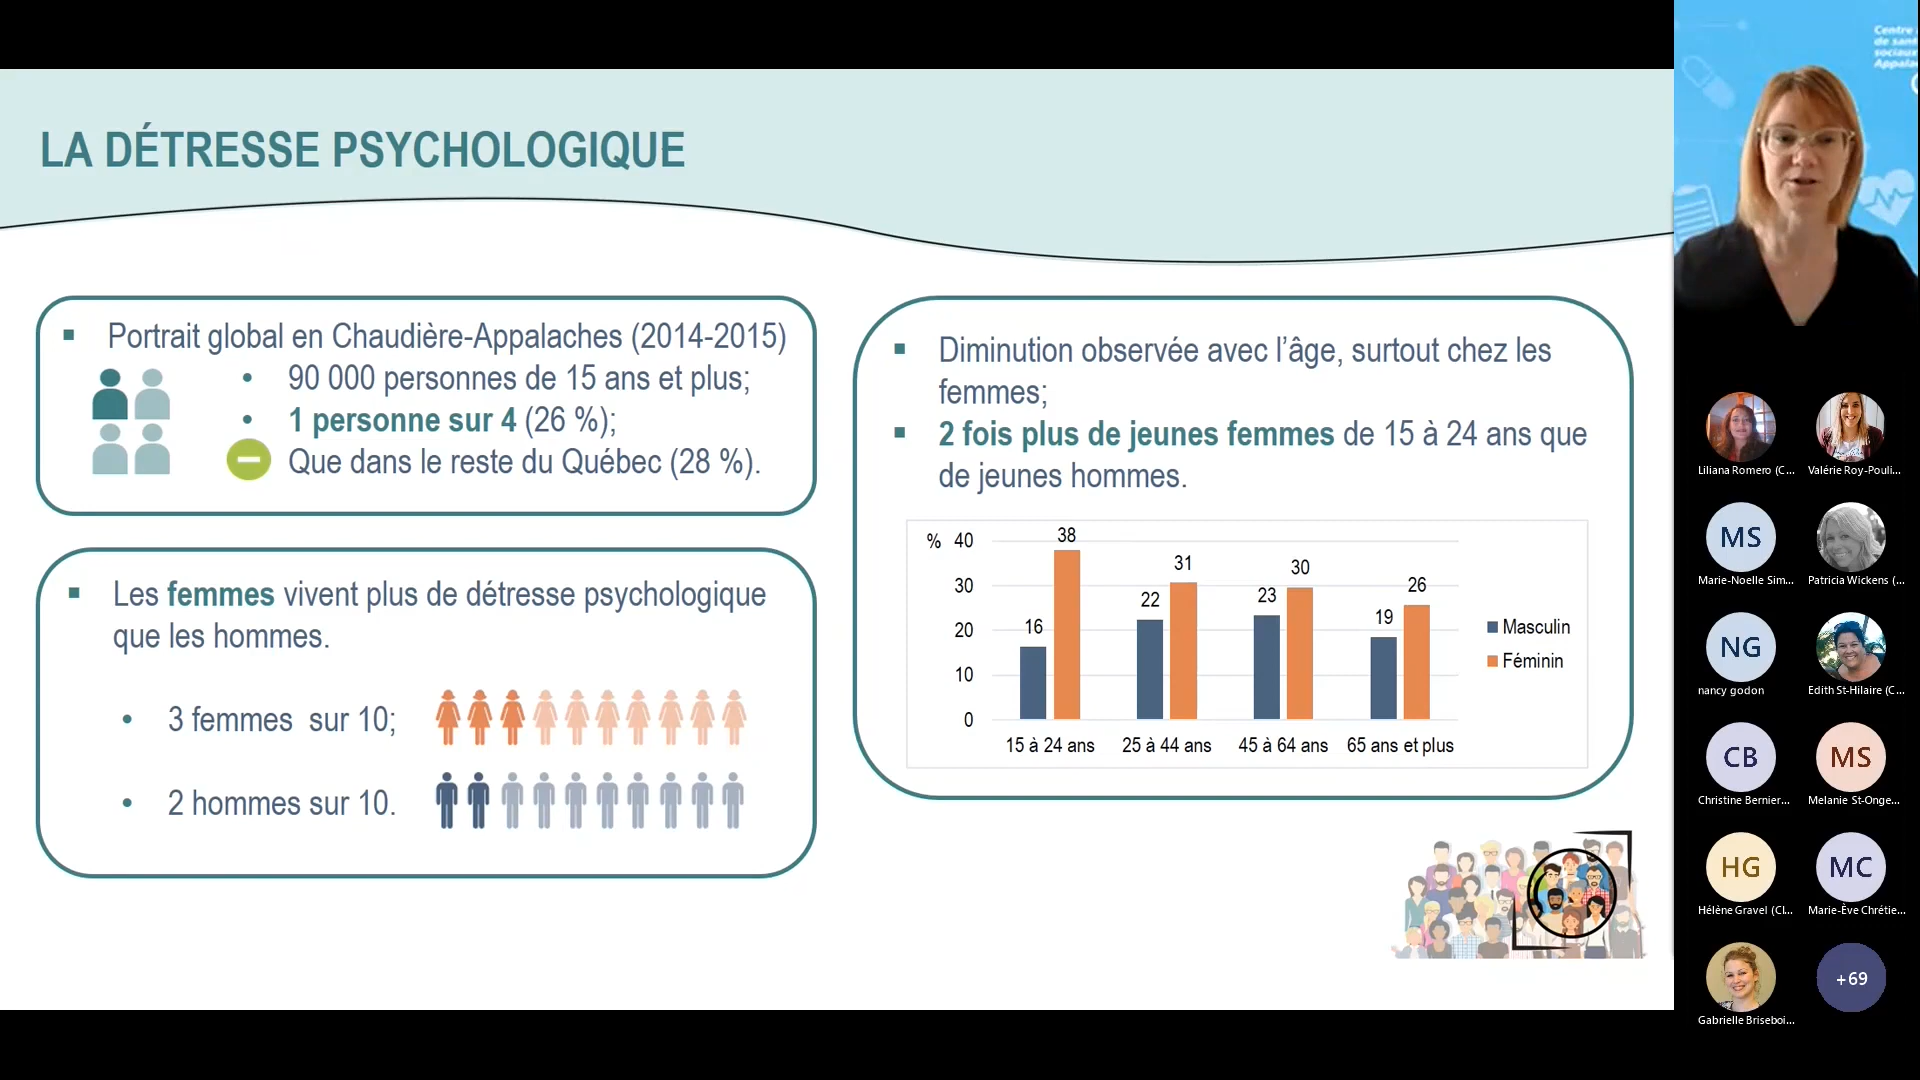 LA DÉTRESSE PSYCHOLOGIQUE
▪ Portrait global en Chaudière-Appalaches (2014-2015)
• 90 000 personnes de 15 ans et plus;
• 1 personne sur 4 (26 %);
Que dans le reste du Québec (28 %).
▪ Les femmes vivent plus de détresse psychologique
que les hommes.
• 3 femmes sur 10;
• 2 hommes sur 10.
▪ Diminution observée avec l’âge, surtout chez les
femmes;
▪ 2 fois plus de jeunes femmes de 15 à 24 ans que
de jeunes hommes.
% 40
30
20
10
0
16 38
22 31
23 30
19 26
15 à 24 ans 25 à 44 ans 45 à 64 ans 65 ans et plus
Masculin
Féminin
Centre
de san
sociaux
Appala
Liliana Romero (C... Valérie Roy-Pouli...
MS
Marie-Noelle Sim... Patricia Wickens (...
NG
nancy godon Edith St-Hilaire (C...
CB MS
Christine Bernier... Melanie St-Onge...
HG MC
Hélène Gravel (CI... Marie-Ève Chrétie...
+69
Gabrielle Briseboi...